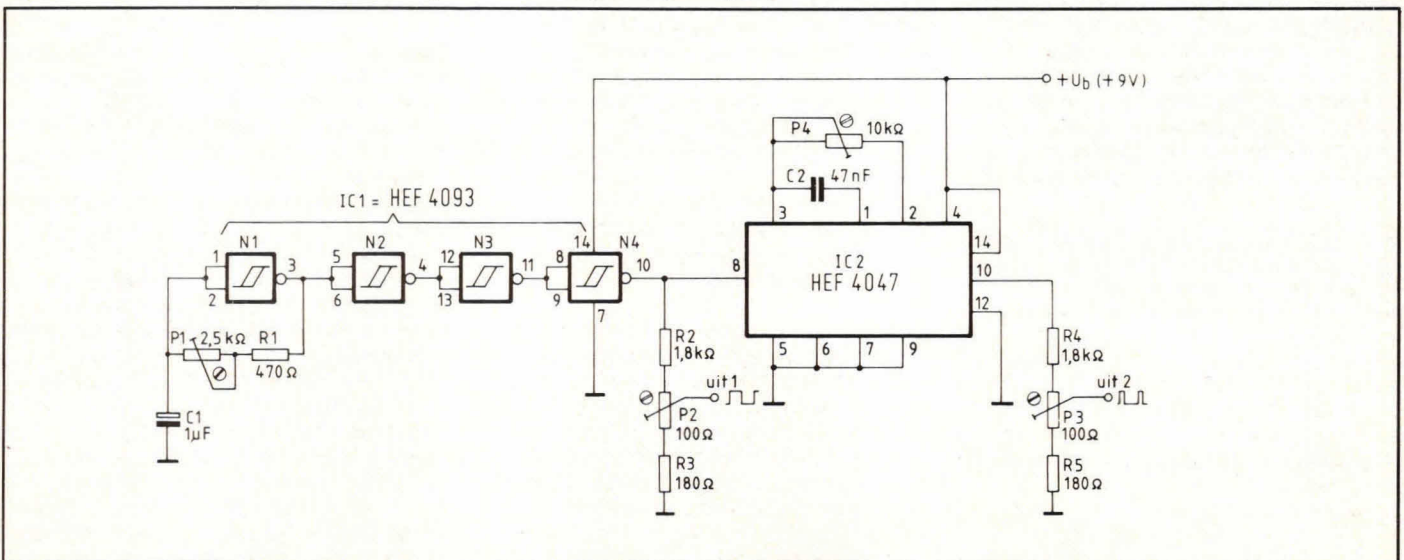 +Ub (+9V)
P4 10kΩ
C2 47nF
IC1 = HEF 4093
3 1 2 4
14
N1 N2 N3 14 N4
1 3 5 4 12 11 8 10
2 6 13 9
7
8
IC2
HEF 4047
10
12
P1 2,5 kΩ R1
470Ω
R2
1,8kΩ
5 6 7 9
R4
1,8kΩ
uit 1
uit 2
C1
1µF
P2
100Ω
P3
100Ω
R3
180Ω
R5
180Ω